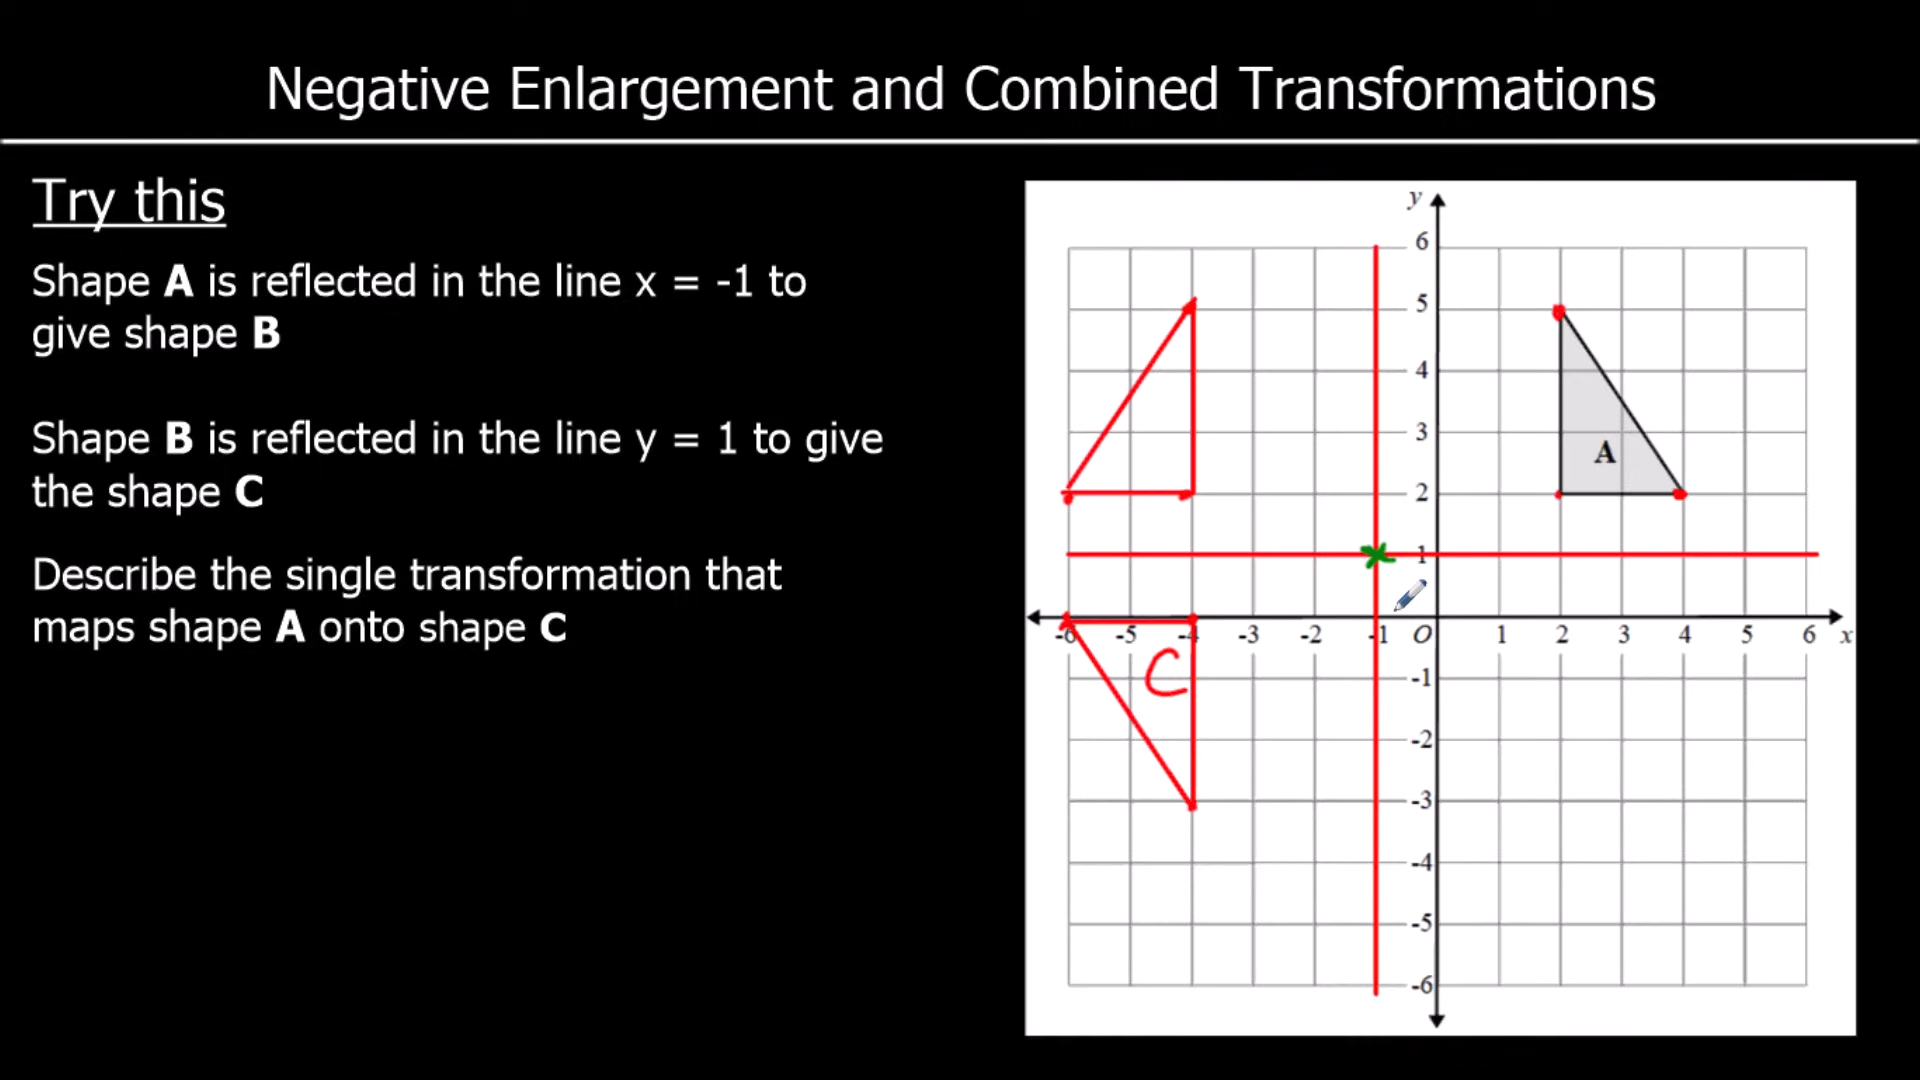 Negative Enlargement and Combined Transformations
Try this
Shape A is reflected in the line x = -1 to
give shape B
Shape B is reflected in the line y = 1 to give
the shape C
Describe the single transformation that
maps shape A onto shape C
y
6
5
4
3
A
2
1
-6 -5 -4 -3 -2 -1 O 1 2 3 4 5 6 x
C
-1
-2
-3
-4
-5
-6